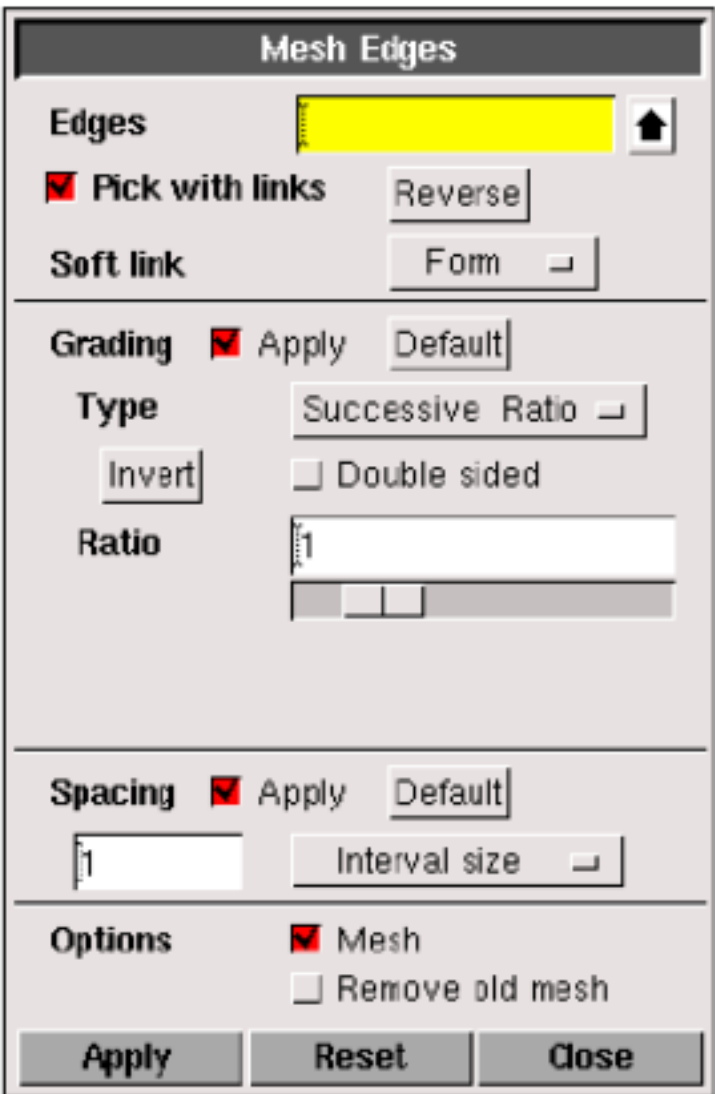 Mesh Edges
Edges
Pick with links Reverse
Soft link Form
Grading Apply Default
Type Successive Ratio
Invert Double sided
Ratio 1
Spacing Apply Default
1 Interval size
Options Mesh
Remove old mesh
Apply Reset Close